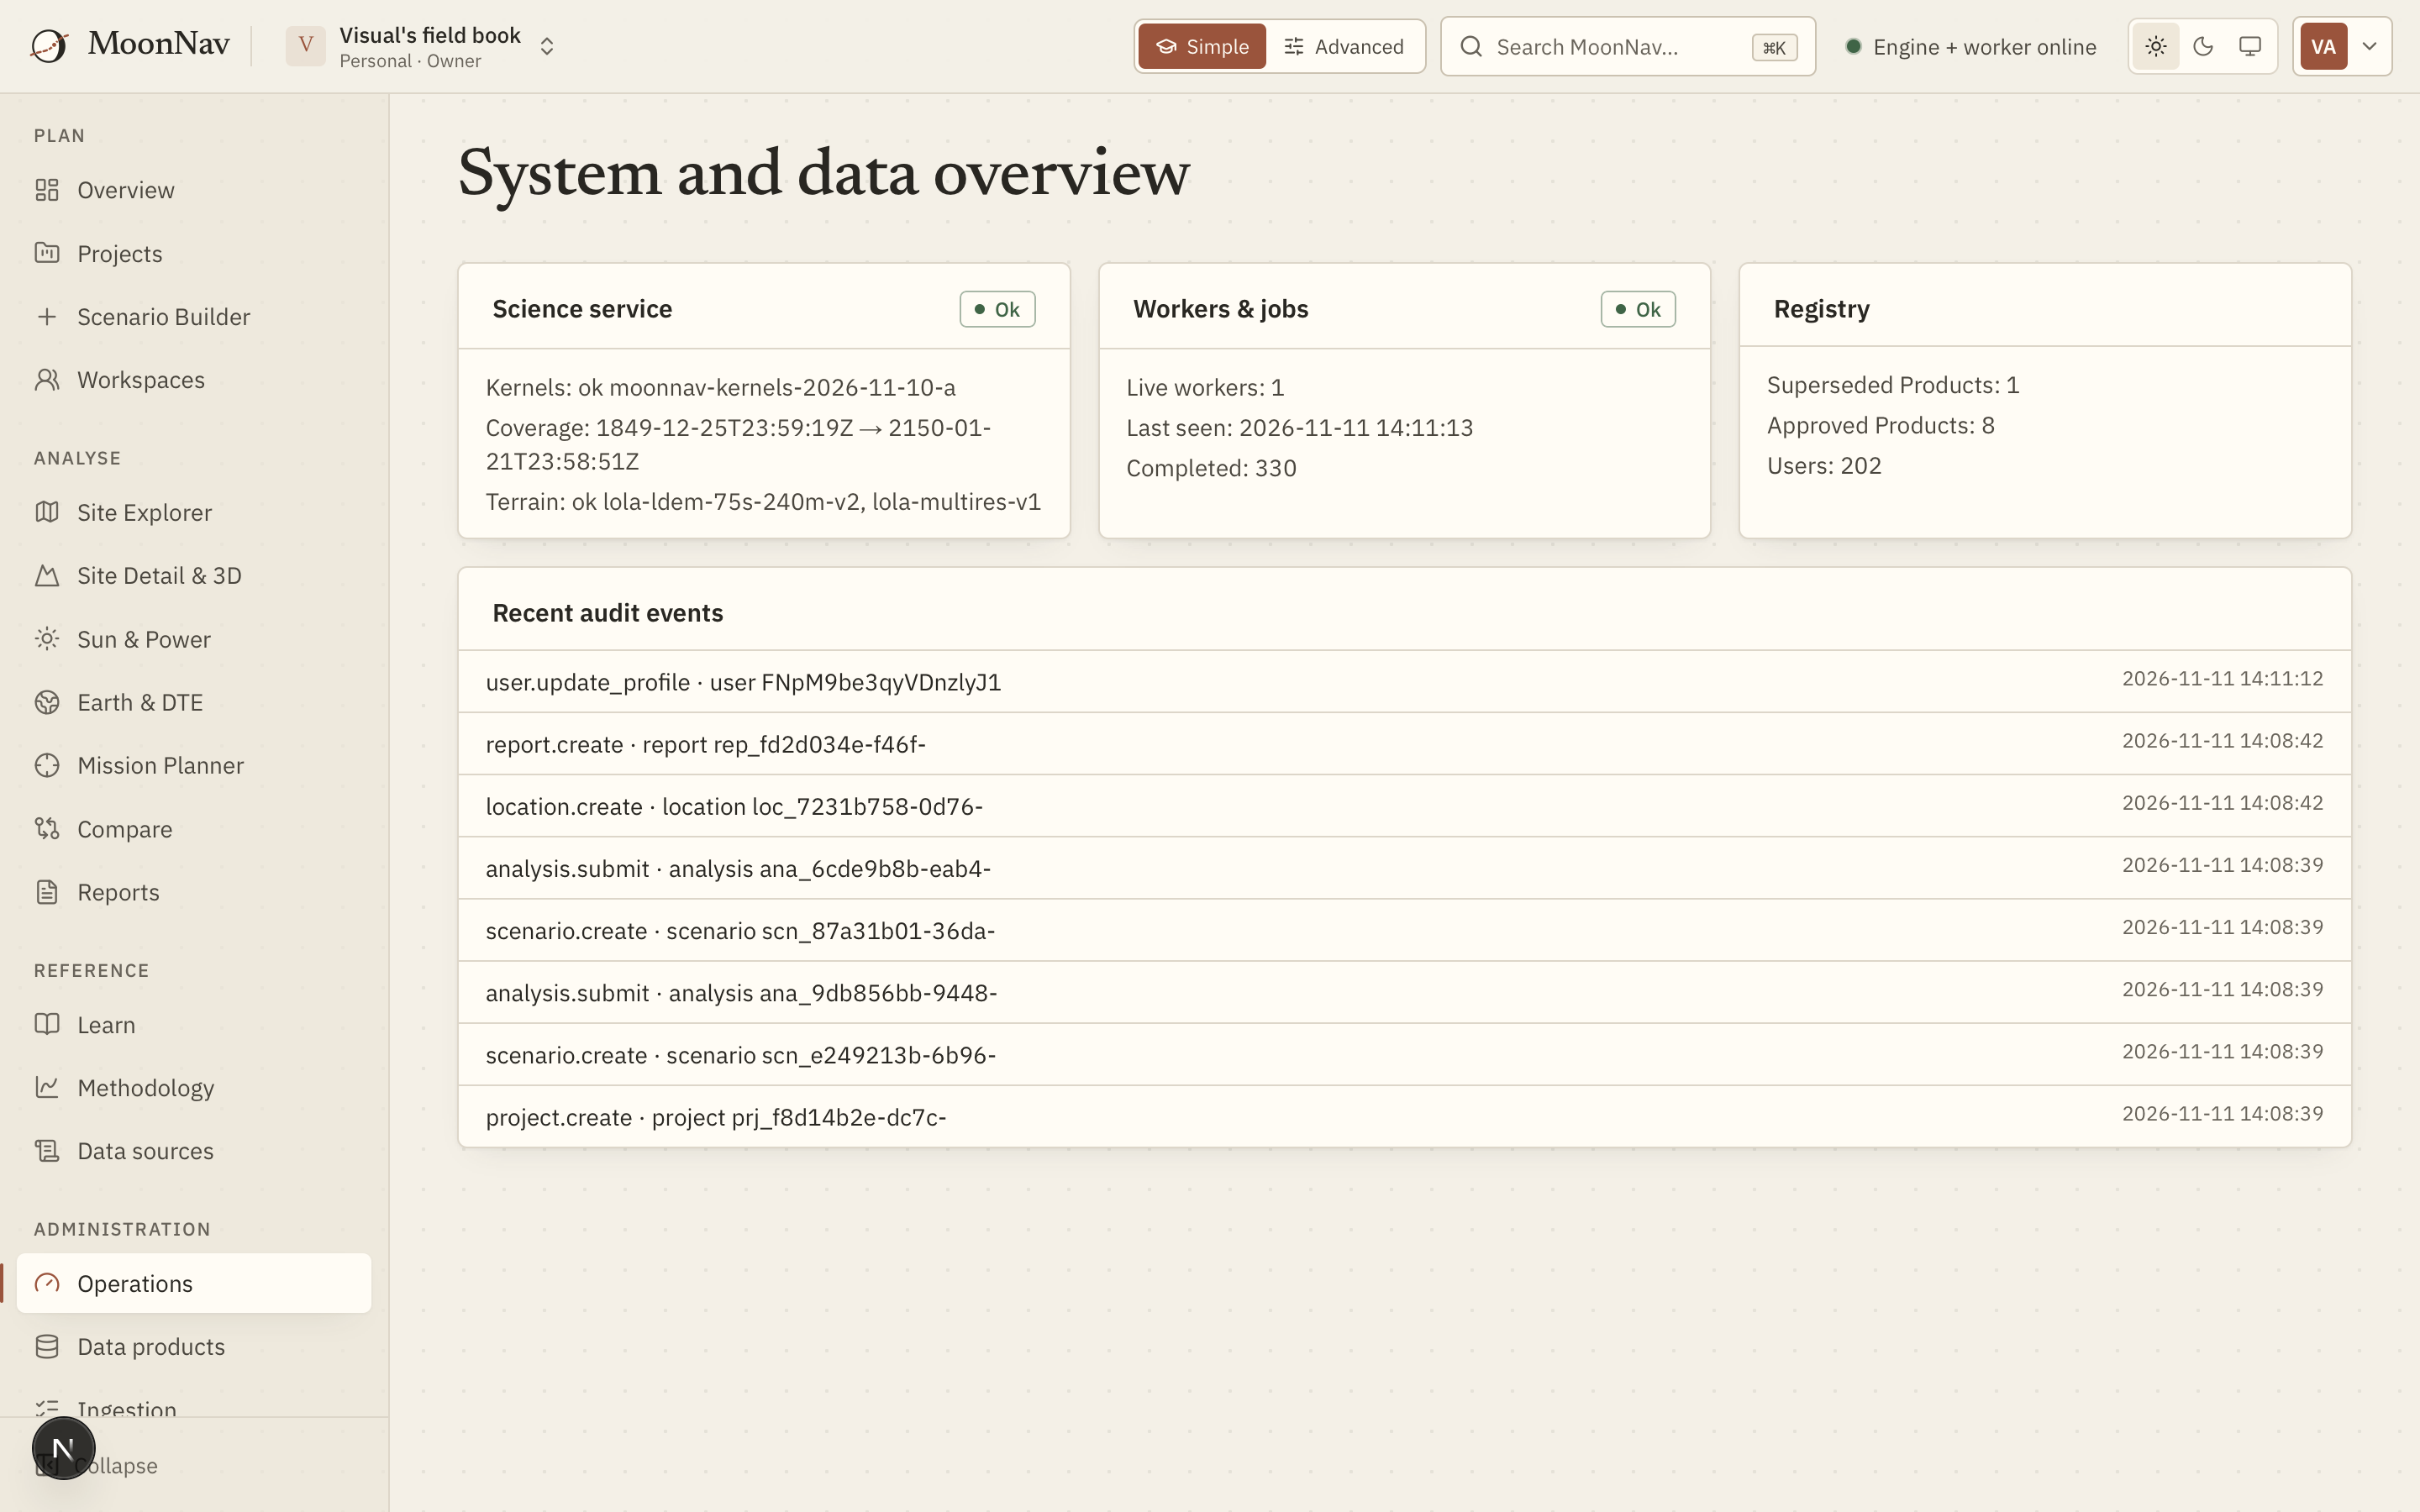 MoonNav
V
Visual's field book
Personal · Owner
Simple
Advanced
Search MoonNav...
⌘K
Engine + worker online
VA
PLAN
Overview
Projects
Scenario Builder
Workspaces
ANALYSE
Site Explorer
Site Detail & 3D
Sun & Power
Earth & DTE
Mission Planner
Compare
Reports
REFERENCE
Learn
Methodology
Data sources
ADMINISTRATION
Operations
Data products
Ingestion
N
Collapse
System and data overview
Science service
Ok
Kernels: ok moonnav-kernels-2026-11-10-a
Coverage: 1849-12-25T23:59:19Z → 2150-01-
21T23:58:51Z
Terrain: ok lola-ldem-75s-240m-v2, lola-multires-v1
Workers & jobs
Ok
Live workers: 1
Last seen: 2026-11-11 14:11:13
Completed: 330
Registry
Superseded Products: 1
Approved Products: 8
Users: 202
Recent audit events
user.update_profile · user FNpM9be3qyVDnzlyJ1 2026-11-11 14:11:12
report.create · report rep_fd2d034e-f46f- 2026-11-11 14:08:42
location.create · location loc_7231b758-0d76- 2026-11-11 14:08:42
analysis.submit · analysis ana_6cde9b8b-eab4- 2026-11-11 14:08:39
scenario.create · scenario scn_87a31b01-36da- 2026-11-11 14:08:39
analysis.submit · analysis ana_9db856bb-9448- 2026-11-11 14:08:39
scenario.create · scenario scn_e249213b-6b96- 2026-11-11 14:08:39
project.create · project prj_f8d14b2e-dc7c- 2026-11-11 14:08:39